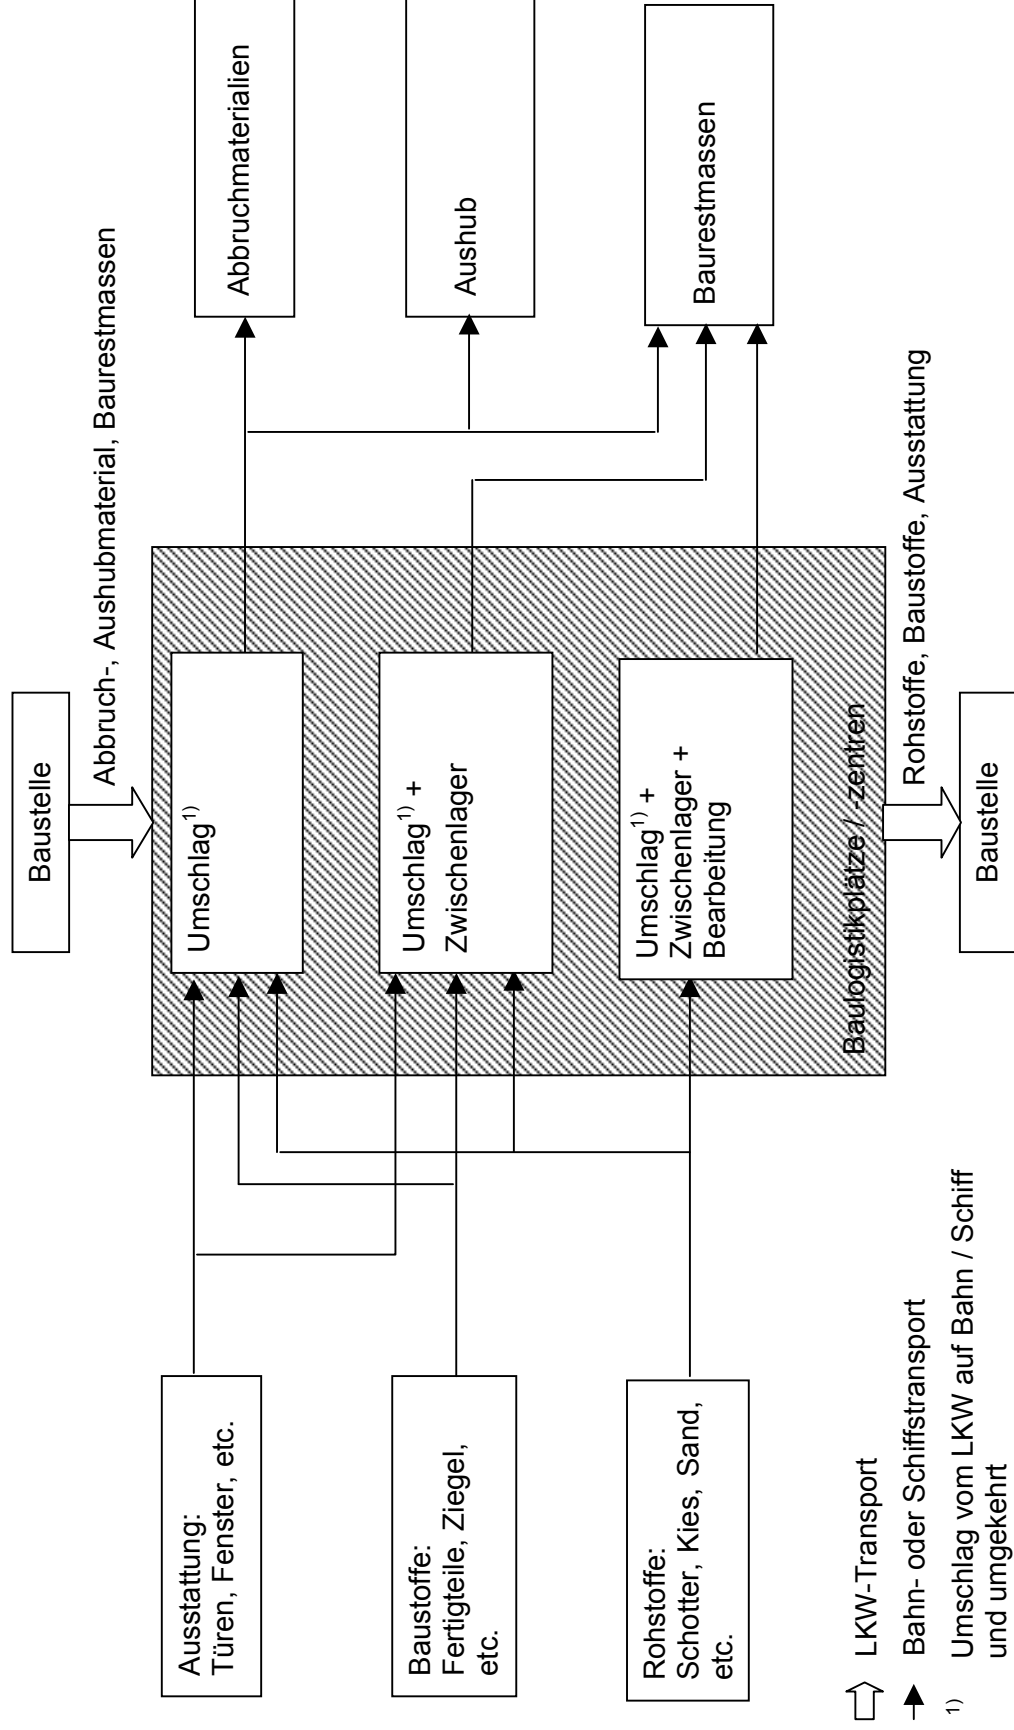 Baustelle
Abbruch-, Aushubmaterial, Baurestmassen
Ausstattung:
Türen, Fenster, etc.
Umschlag1)
Abbruchmaterialien
Baustoffe:
Fertigteile, Ziegel,
etc.
Umschlag1) +
Zwischenlager
Aushub
Rohstoffe:
Schotter, Kies, Sand,
etc.
Umschlag1) +
Zwischenlager +
Bearbeitung
Baurestmassen
Baulogistikplätze / -zentren
LKW-Transport
Bahn- oder Schiffstransport
1) Umschlag vom LKW auf Bahn / Schiff
und umgekehrt
Rohstoffe, Baustoffe, Ausstattung
Baustelle